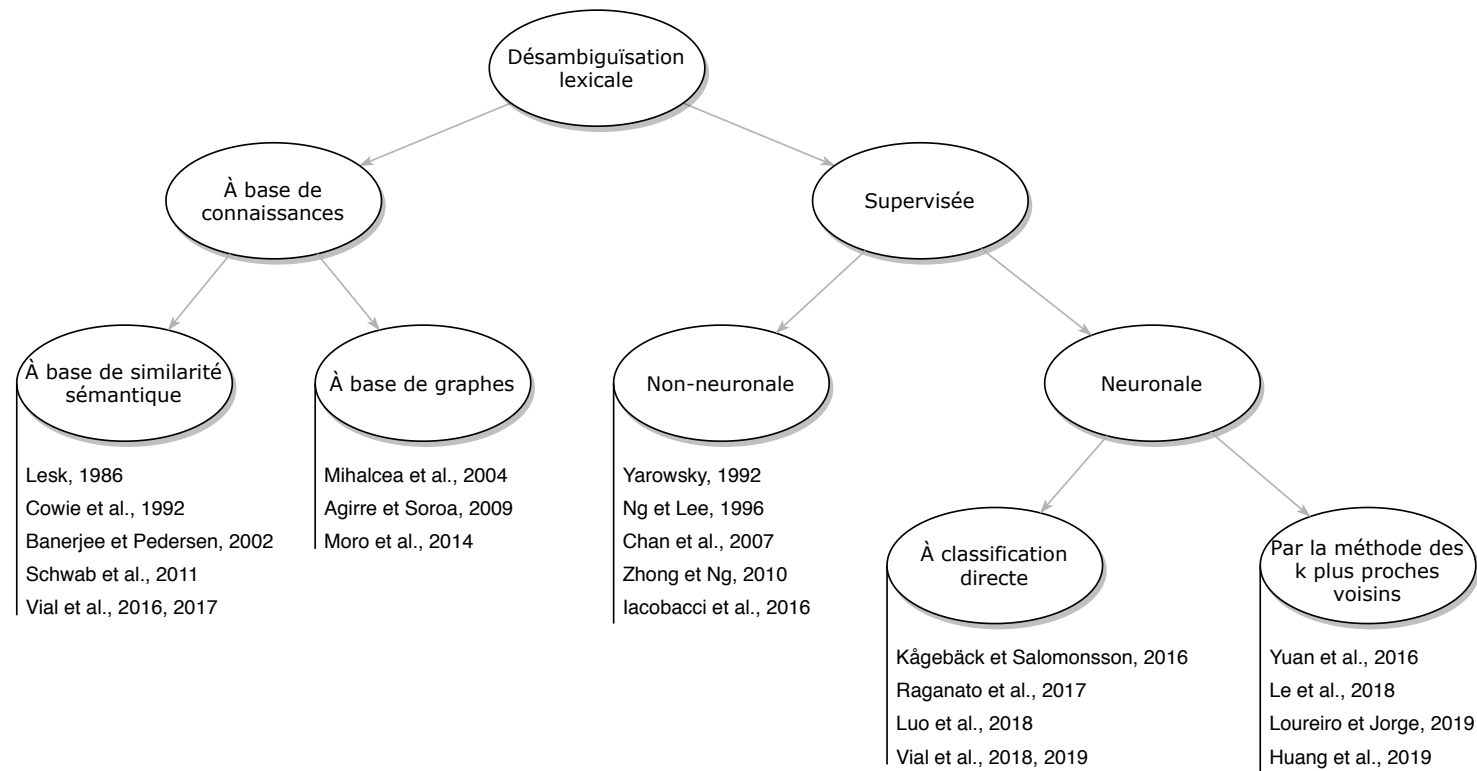 Désambiguïsation
lexicale
À base de
connaissances
Supervisée
À base de similarité
sémantique
À base de graphes
Non-neuronale
Neuronale
Lesk, 1986
Cowie et al., 1992
Banerjee et Pedersen, 2002
Schwab et al., 2011
Vial et al., 2016, 2017
Mihalcea et al., 2004
Agirre et Soroa, 2009
Moro et al., 2014
Yarowsky, 1992
Ng et Lee, 1996
Chan et al., 2007
Zhong et Ng, 2010
Iacobacci et al., 2016
À classification
directe
Par la méthode des
k plus proches
voisins
Kågebäck et Salomonsson, 2016
Raganato et al., 2017
Luo et al., 2018
Vial et al., 2018, 2019
Yuan et al., 2016
Le et al., 2018
Loureiro et Jorge, 2019
Huang et al., 2019